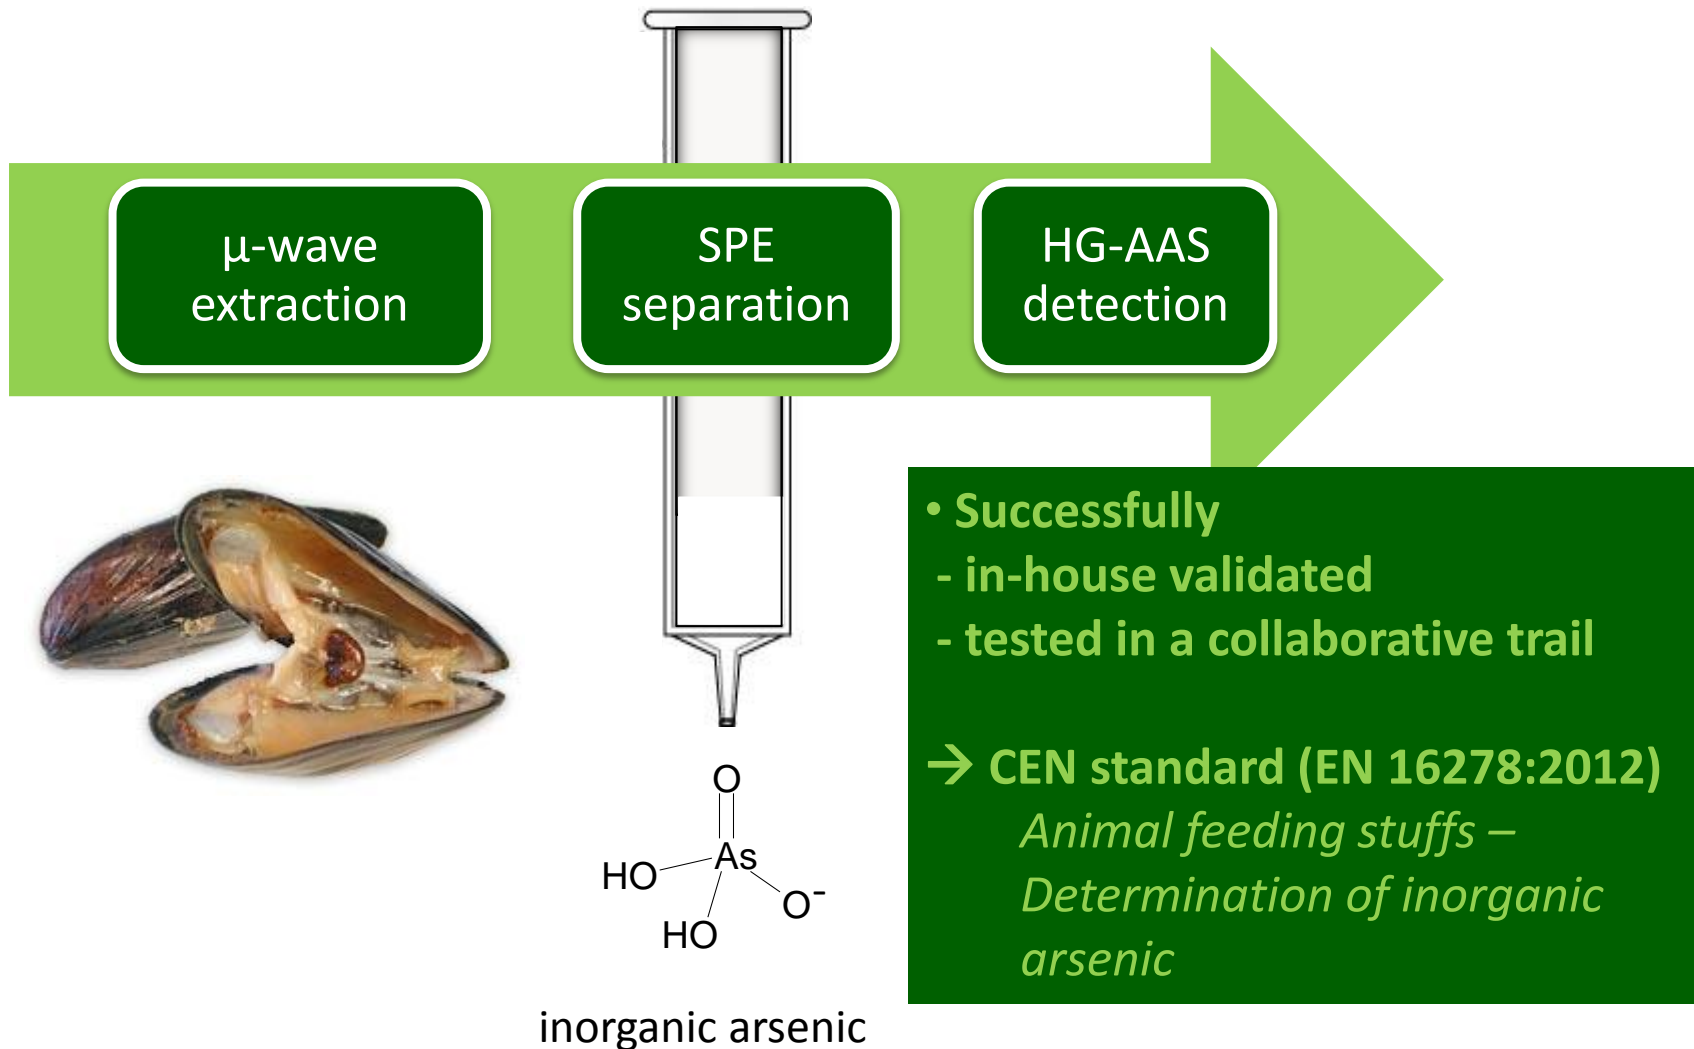 µ-wave
extraction
SPE
separation
HG-AAS
detection
• Successfully
- in-house validated
- tested in a collaborative trail
→ CEN standard (EN 16278:2012)
Animal feeding stuffs –
Determination of inorganic
arsenic
O
As
HO
O-
HO
inorganic arsenic